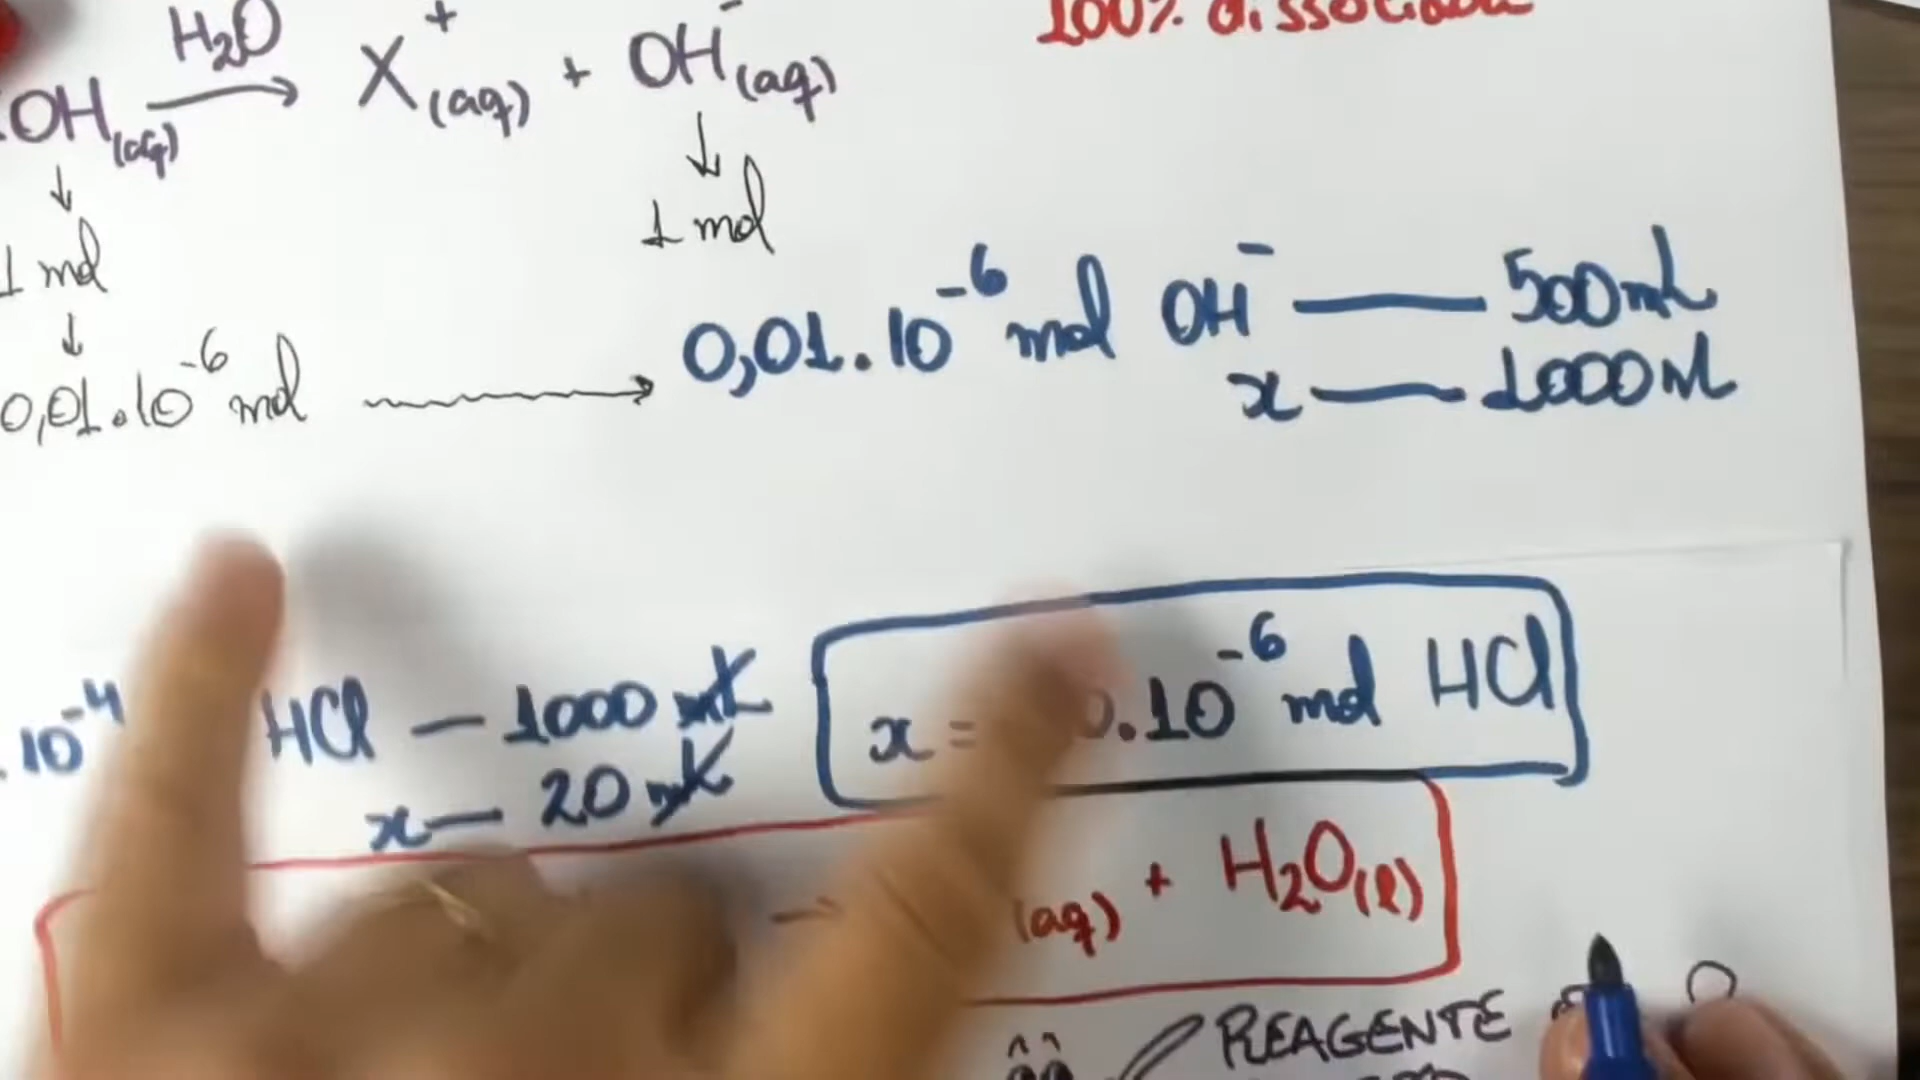 100% dissociada
OH(aq) H₂O → X⁺(aq) + OH⁻(aq)
↓ ↓
1 mol 1 mol
↓
0,01.10⁻⁶ mol → 0,01.10⁻⁶ mol OH⁻ — 500mL
x — 1000mL
.10⁻⁴ HCl — 1000 mL
x — 20 mL
x = 0.10⁻⁶ mol HCl
(aq) + H₂O(l)
REAGENTE